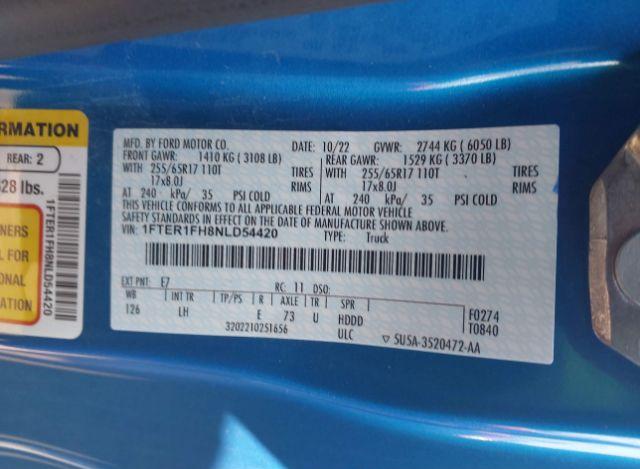 RMATION
REAR: 2
628 lbs.
NERS
L FOR
ONAL
ATION
1FTER1FH8NLD54420
MFD. BY FORD MOTOR CO.
DATE: 10/22 GVWR: 2744 KG ( 6050 LB)
FRONT GAWR: 1410 KG ( 3108 LB)
REAR GAWR: 1529 KG ( 3370 LB)
WITH 255/65R17 110T TIRES
WITH 255/65R17 110T TIRES
17x8.0J RIMS
17x8.0J RIMS
AT 240 kPa/ 35 PSI COLD
AT 240 kPa/ 35 PSI COLD
THIS VEHICLE CONFORMS TO ALL APPLICABLE FEDERAL MOTOR VEHICLE
SAFETY STANDARDS IN EFFECT ON THE DATE OF MANUFACTURE SHOWN ABOVE.
VIN: 1FTER1FH8NLD54420
TYPE: Truck
EXT PNT: E7 RC: 11 DSO:
WB INT TR TP/PS R AXLE TR SPR
126 LH E 73 U HDDD
ULC
F0274
T0840
3202210251656
▽ 5U5A-3520472-AA